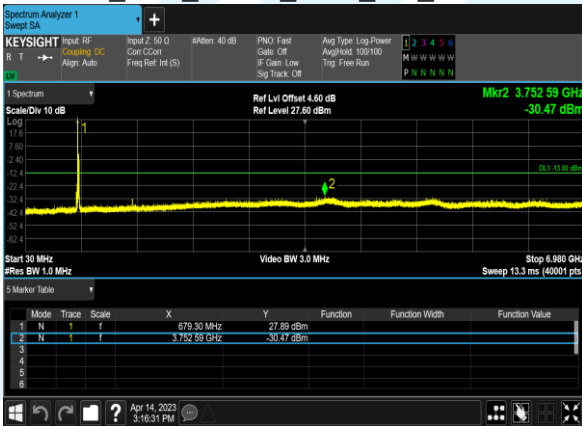 Spectrum Analyzer 1
Swept SA
+
KEYSIGHT Input: RF Input Z: 50 Ω #Atten: 40 dB PNO: Fast Avg Type: Log-Power 1 2 3 4 5 6
R T Coupling: DC Corr CCorr Gate: Off Avg|Hold: 100/100 M W W W W W
Align: Auto Freq Ref: Int (S) IF Gain: Low Trig: Free Run
LXI Sig Track: Off P N N N N N
1 Spectrum Ref Lvl Offset 4.60 dB Mkr2 3.752 59 GHz
Scale/Div 10 dB Ref Level 27.60 dBm -30.47 dBm
Log
17.6
7.60
-2.40
-12.4
-22.4
-32.4
-42.4
-52.4
-62.4
1
DL1 -13.00 dBm
2
Start 30 MHz Video BW 3.0 MHz Stop 6.980 GHz
#Res BW 1.0 MHz Sweep 13.3 ms (40001 pts
5 Marker Table
Mode Trace Scale X Y Function Function Width Function Value
1 N 1 f 679.30 MHz 27.89 dBm
2 N 1 f 3.752 59 GHz -30.47 dBm
3
4
5
6
? Apr 14, 2023
3:16:31 PM